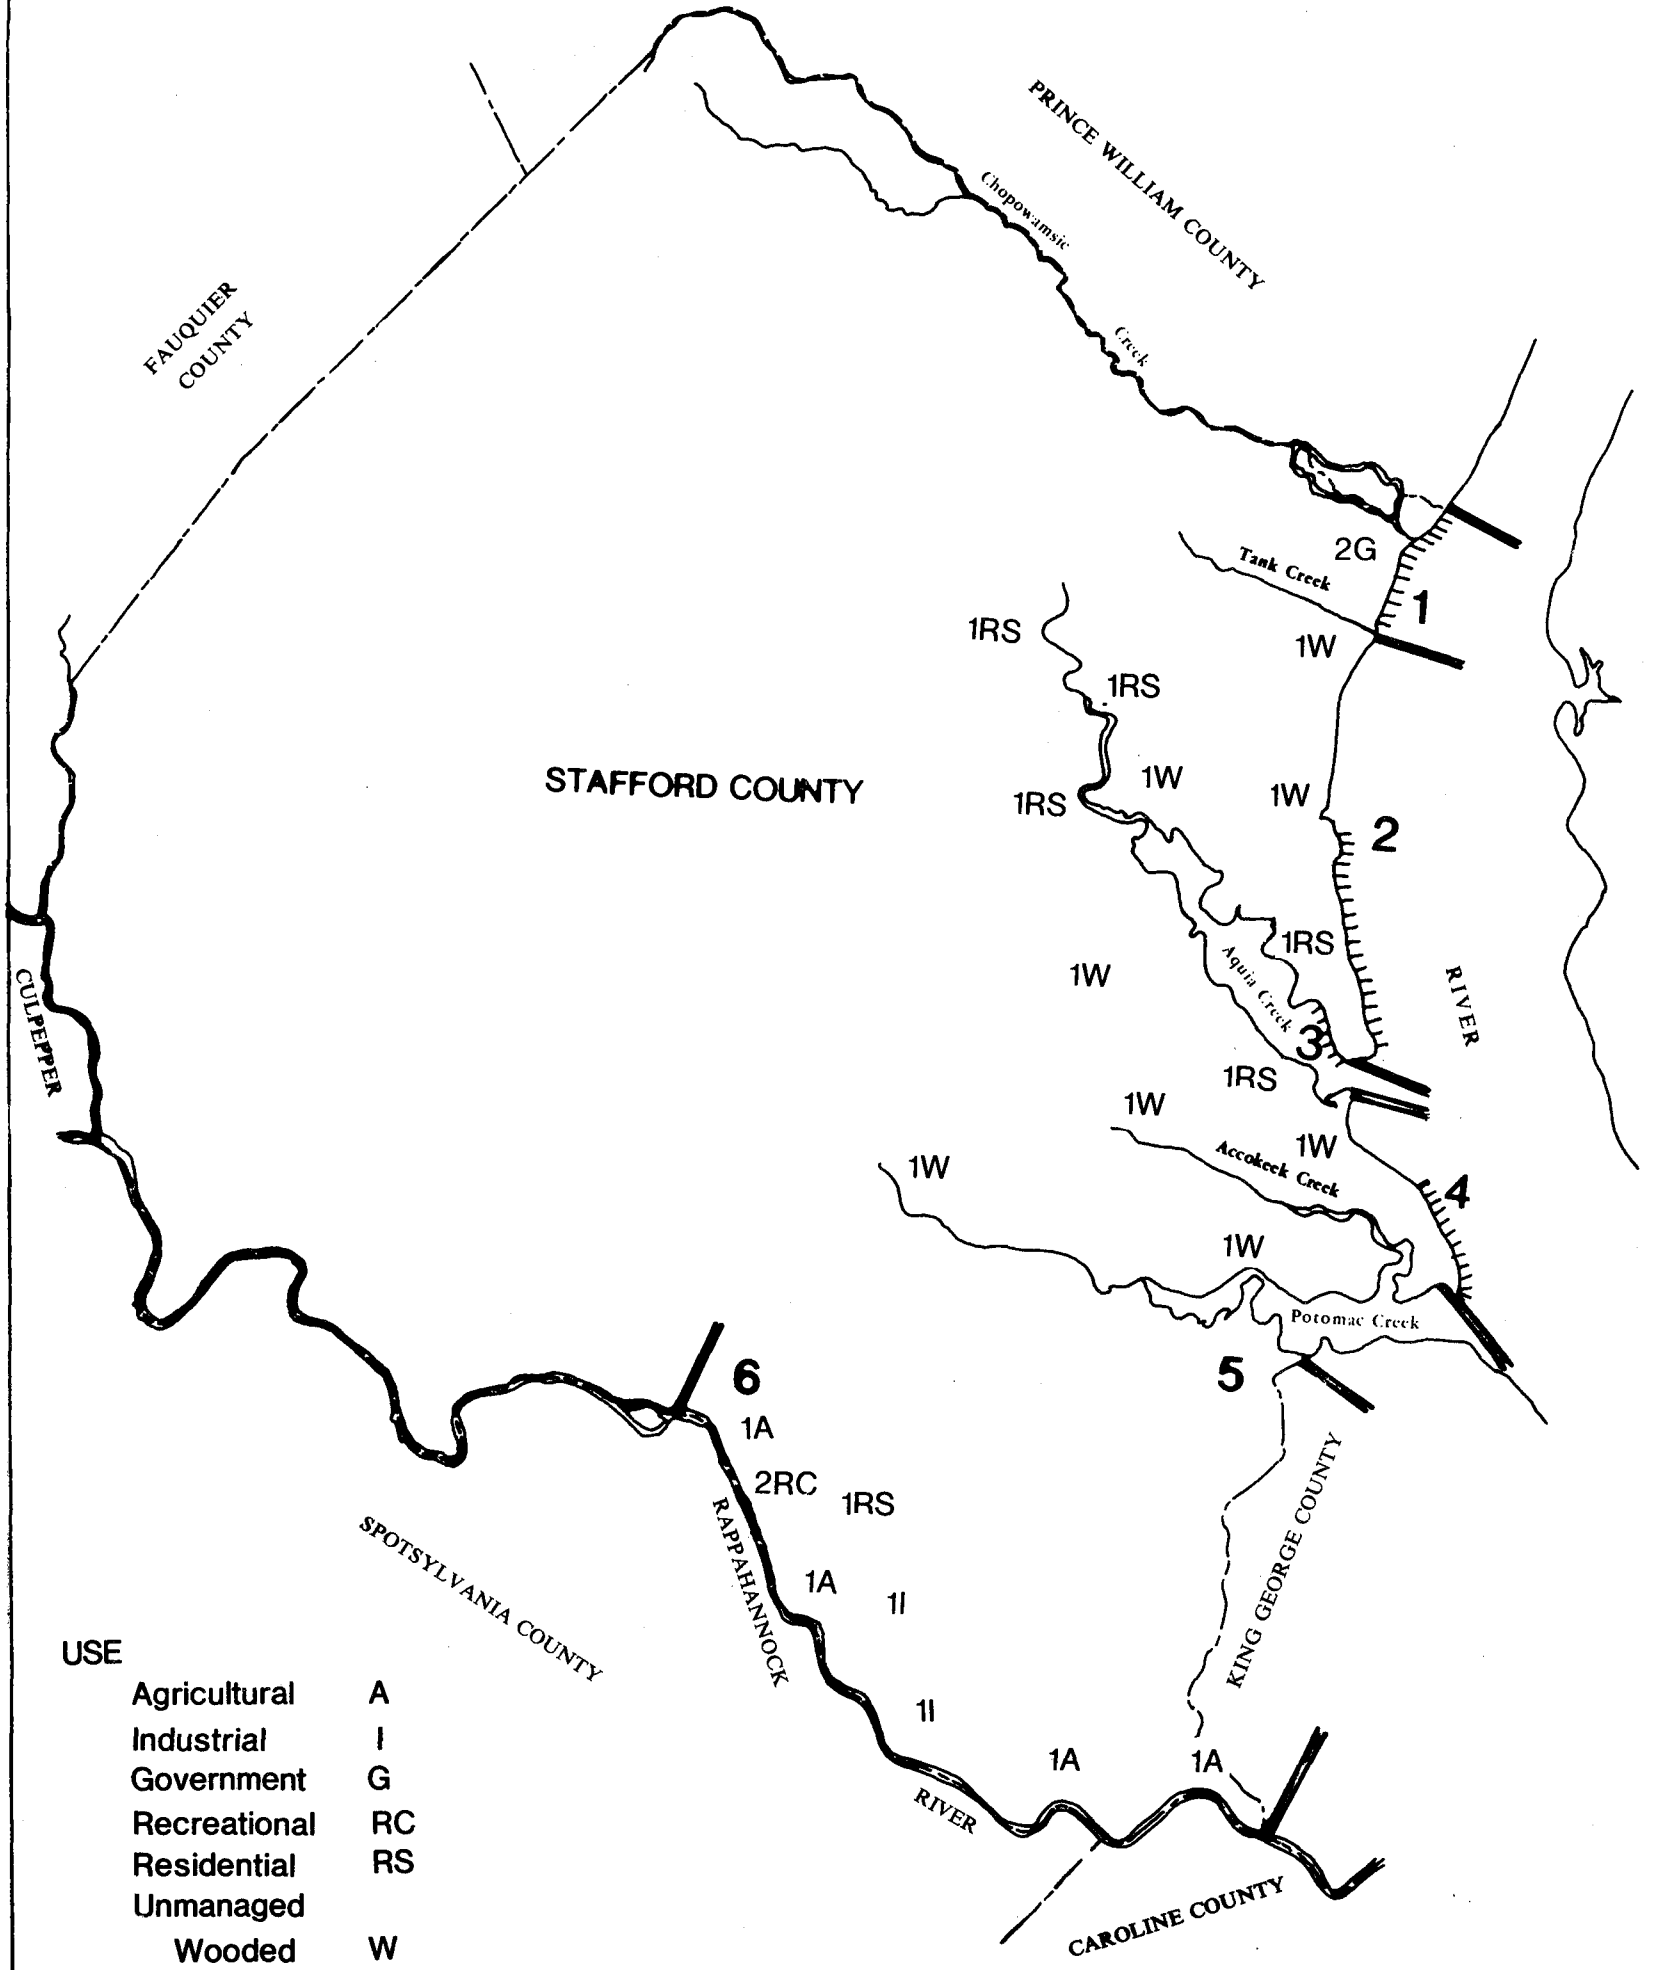 PRINCE WILLIAM COUNTY
Chopowamsic
Creek
FAUQUIER
COUNTY
2G
Tank Creek
1
1RS
1W
1RS
STAFFORD COUNTY
1W
1RS
1W
2
1RS
1W
Aquia Creek
RIVER
CULPEPPER
3
1RS
1W
1W
Accokeek Creek
1W
4
1W
Potomac Creek
5
6
1A
2RC
1RS
RAPPAHANNOCK
SPOTSYLVANIA COUNTY
KING GEORGE COUNTY
1A
1I
1I
1A
1A
RIVER
CAROLINE COUNTY
USE
Agricultural A
Industrial I
Government G
Recreational RC
Residential RS
Unmanaged
Wooded W